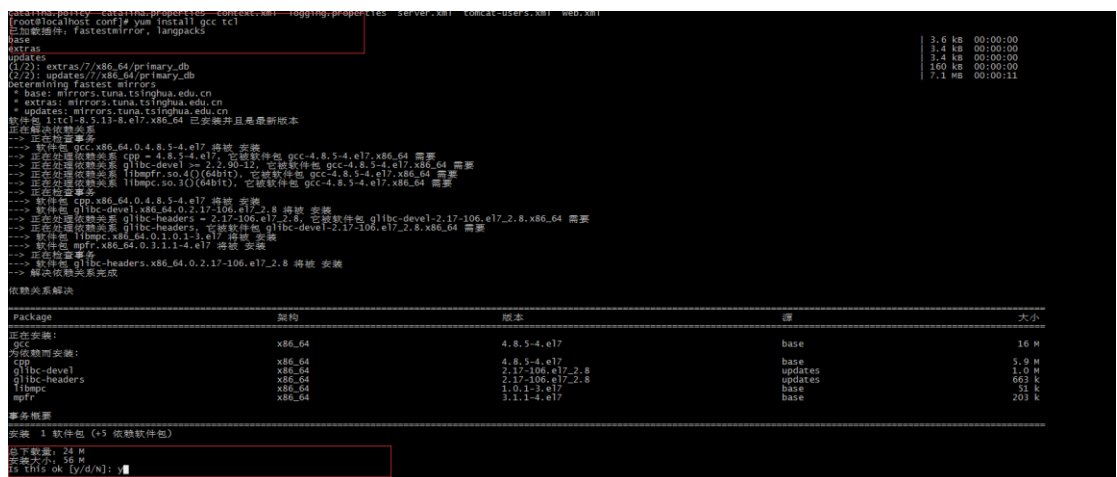 catalina.policy catalina.properties context.xml logging.properties server.xml tomcat-users.xml web.xml
[root@localhost conf]# yum install gcc tcl
已加载插件：fastestmirror, langpacks
base | 3.6 kB 00:00:00
extras | 3.4 kB 00:00:00
updates | 3.4 kB 00:00:00
(1/2): extras/7/x86_64/primary_db | 160 kB 00:00:00
(2/2): updates/7/x86_64/primary_db | 7.1 MB 00:00:11
Determining fastest mirrors
* base: mirrors.tuna.tsinghua.edu.cn
* extras: mirrors.tuna.tsinghua.edu.cn
* updates: mirrors.tuna.tsinghua.edu.cn
软件包 1:tcl-8.5.13-8.el7.x86_64 已安装并且是最新版本
正在解决依赖关系
--> 正在检查事务
---> 软件包 gcc.x86_64.0.4.8.5-4.el7 将被 安装
--> 正在处理依赖关系 cpp = 4.8.5-4.el7，它被软件包 gcc-4.8.5-4.el7.x86_64 需要
--> 正在处理依赖关系 glibc-devel >= 2.2.90-12，它被软件包 gcc-4.8.5-4.el7.x86_64 需要
--> 正在处理依赖关系 libmpfr.so.4()(64bit)，它被软件包 gcc-4.8.5-4.el7.x86_64 需要
--> 正在处理依赖关系 libmpc.so.3()(64bit)，它被软件包 gcc-4.8.5-4.el7.x86_64 需要
--> 正在检查事务
---> 软件包 cpp.x86_64.0.4.8.5-4.el7 将被 安装
---> 软件包 glibc-devel.x86_64.0.2.17-106.el7_2.8 将被 安装
--> 正在处理依赖关系 glibc-headers = 2.17-106.el7_2.8，它被软件包 glibc-devel-2.17-106.el7_2.8.x86_64 需要
--> 正在处理依赖关系 glibc-headers，它被软件包 glibc-devel-2.17-106.el7_2.8.x86_64 需要
---> 软件包 libmpc.x86_64.0.1.0.1-3.el7 将被 安装
---> 软件包 mpfr.x86_64.0.3.1.1-4.el7 将被 安装
--> 正在检查事务
---> 软件包 glibc-headers.x86_64.0.2.17-106.el7_2.8 将被 安装
--> 解决依赖关系完成
依赖关系解决
Package 架构 版本 源 大小
正在安装:
gcc x86_64 4.8.5-4.el7 base 16 M
为依赖而安装:
cpp x86_64 4.8.5-4.el7 base 5.9 M
glibc-devel x86_64 2.17-106.el7_2.8 updates 1.0 M
glibc-headers x86_64 2.17-106.el7_2.8 updates 663 k
libmpc x86_64 1.0.1-3.el7 base 51 k
mpfr x86_64 3.1.1-4.el7 base 203 k
事务概要
安装 1 软件包 (+5 依赖软件包)
总下载量：24 M
安装大小：56 M
Is this ok [y/d/N]: y